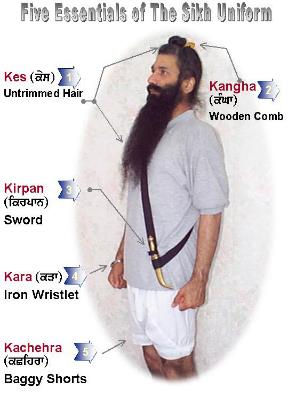 Five Essentials of The Sikh Uniform
Kes (ਕੇਸ) 1
Untrimmed Hair
Kangha 2
(ਕੰਘਾ)
Wooden Comb
Kirpan 3
(ਕਿਰਪਾਨ)
Sword
Kara (ਕੜਾ) 4
Iron Wristlet
Kachehra 5
(ਕਛਹਿਰਾ)
Baggy Shorts